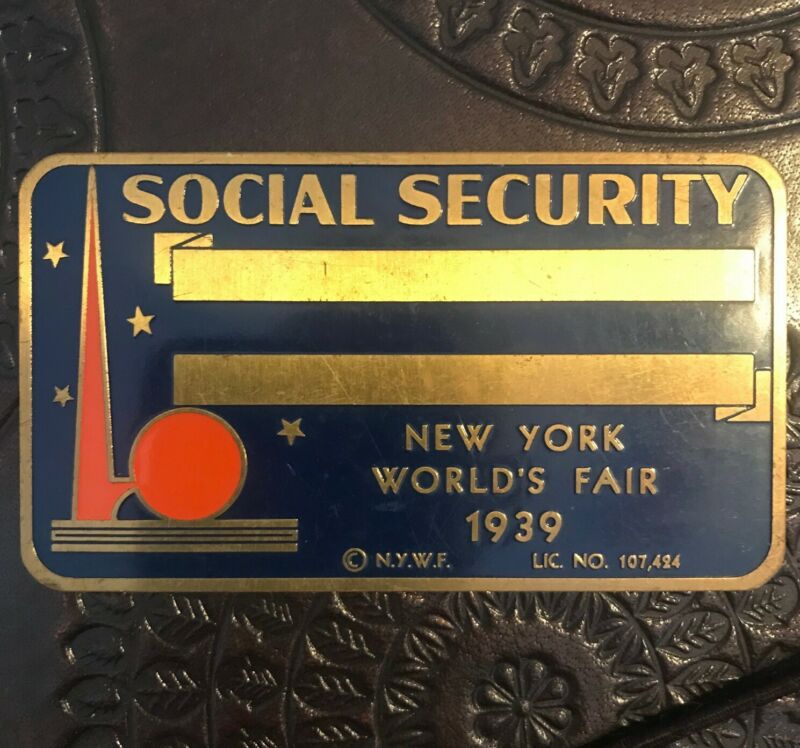 SOCIAL SECURITY
NEW YORK
WORLD'S FAIR
1939
© N.Y.W.F. LIC. NO. 107,424